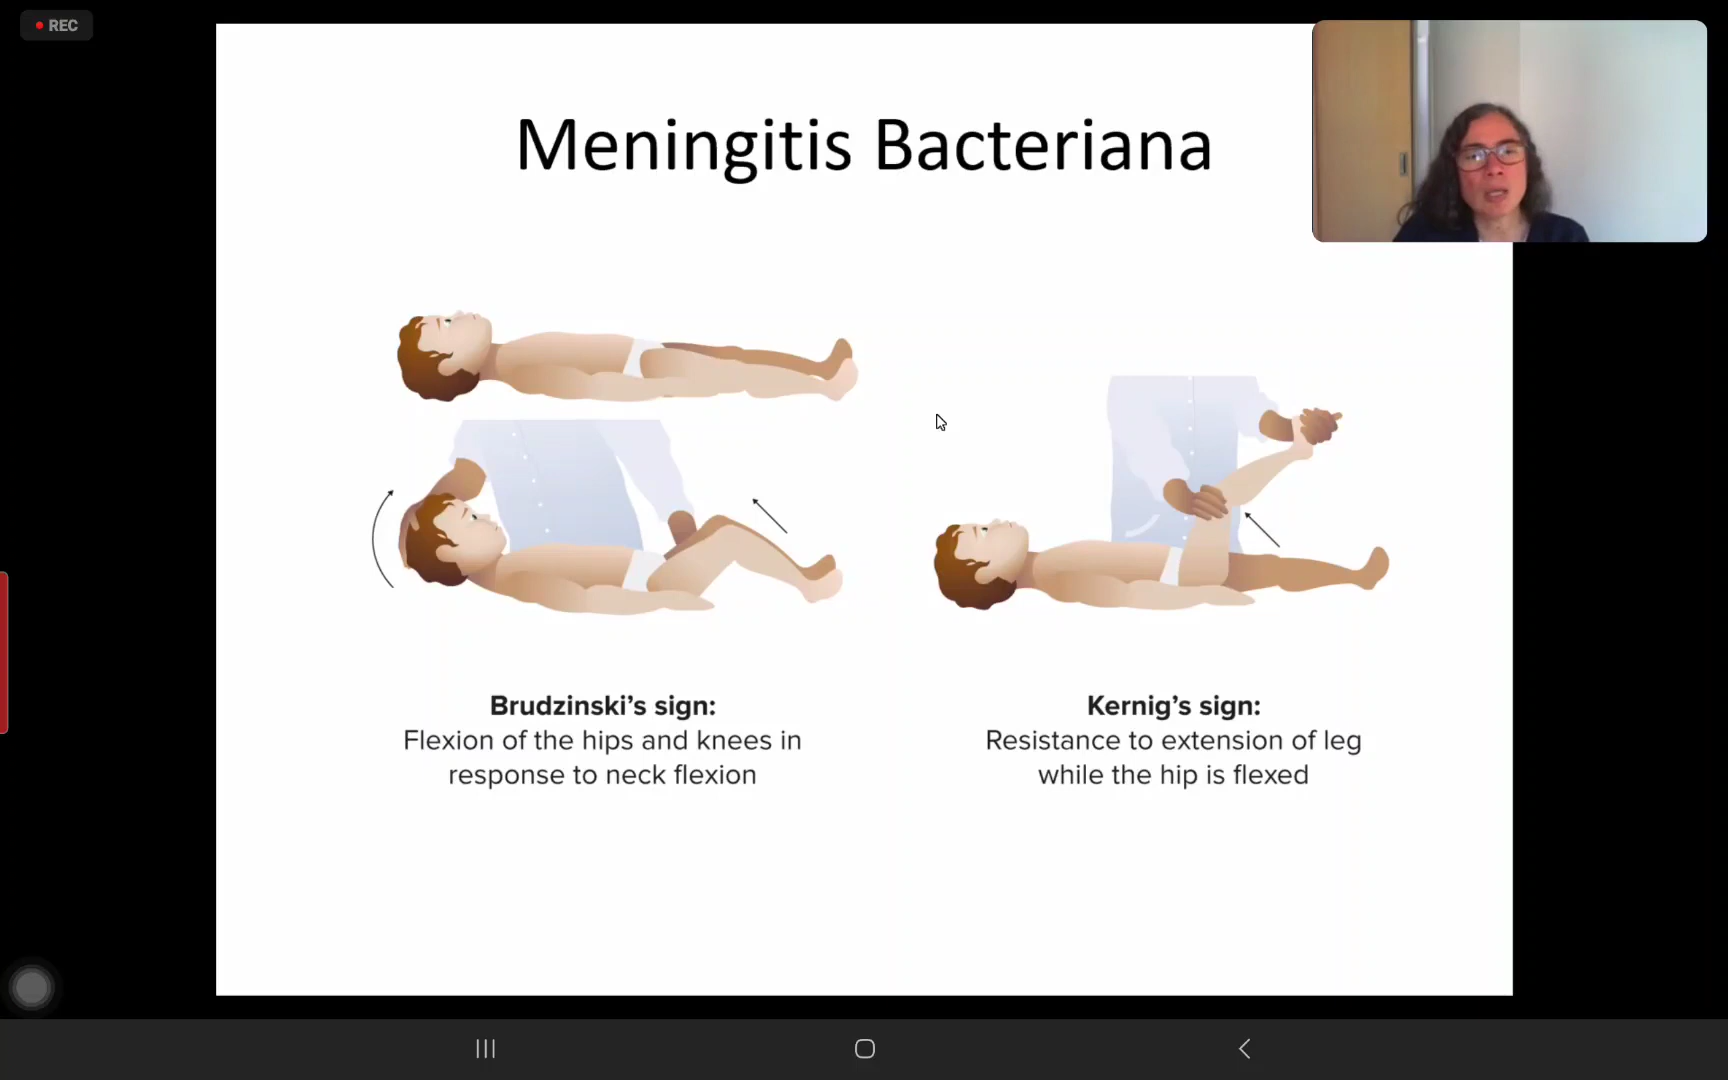 REC
Meningitis Bacteriana
Brudzinski's sign:
Flexion of the hips and knees in
response to neck flexion
Kernig's sign:
Resistance to extension of leg
while the hip is flexed